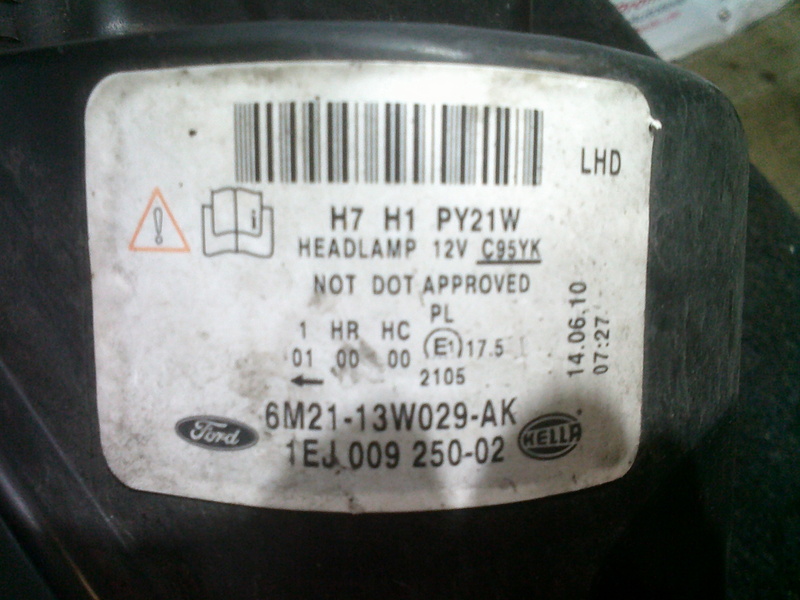 LHD
i
H7 H1 PY21W
HEADLAMP 12V C95YK
NOT DOT APPROVED
PL
1 HR HC
01 00 00 E1 17.5
2105
14.06.10
07:27
6M21-13W029-AK
Ford
1EJ 009 250-02
HELLA